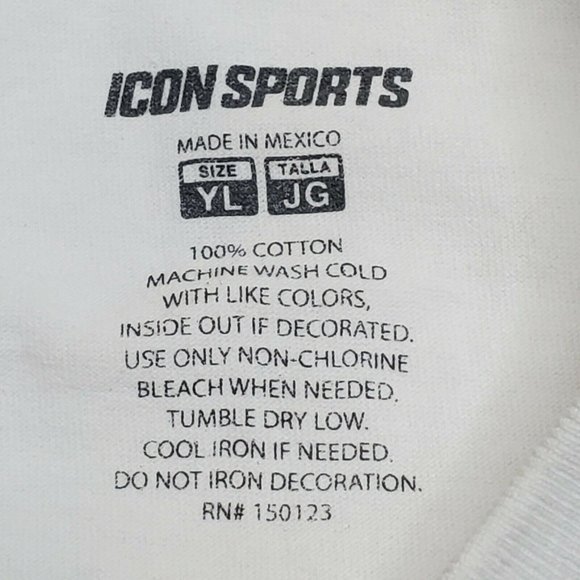 ICON SPORTS
MADE IN MEXICO
SIZE TALLA
YL JG
100% COTTON
MACHINE WASH COLD
WITH LIKE COLORS,
INSIDE OUT IF DECORATED.
USE ONLY NON-CHLORINE
BLEACH WHEN NEEDED.
TUMBLE DRY LOW.
COOL IRON IF NEEDED.
DO NOT IRON DECORATION.
RN# 150123